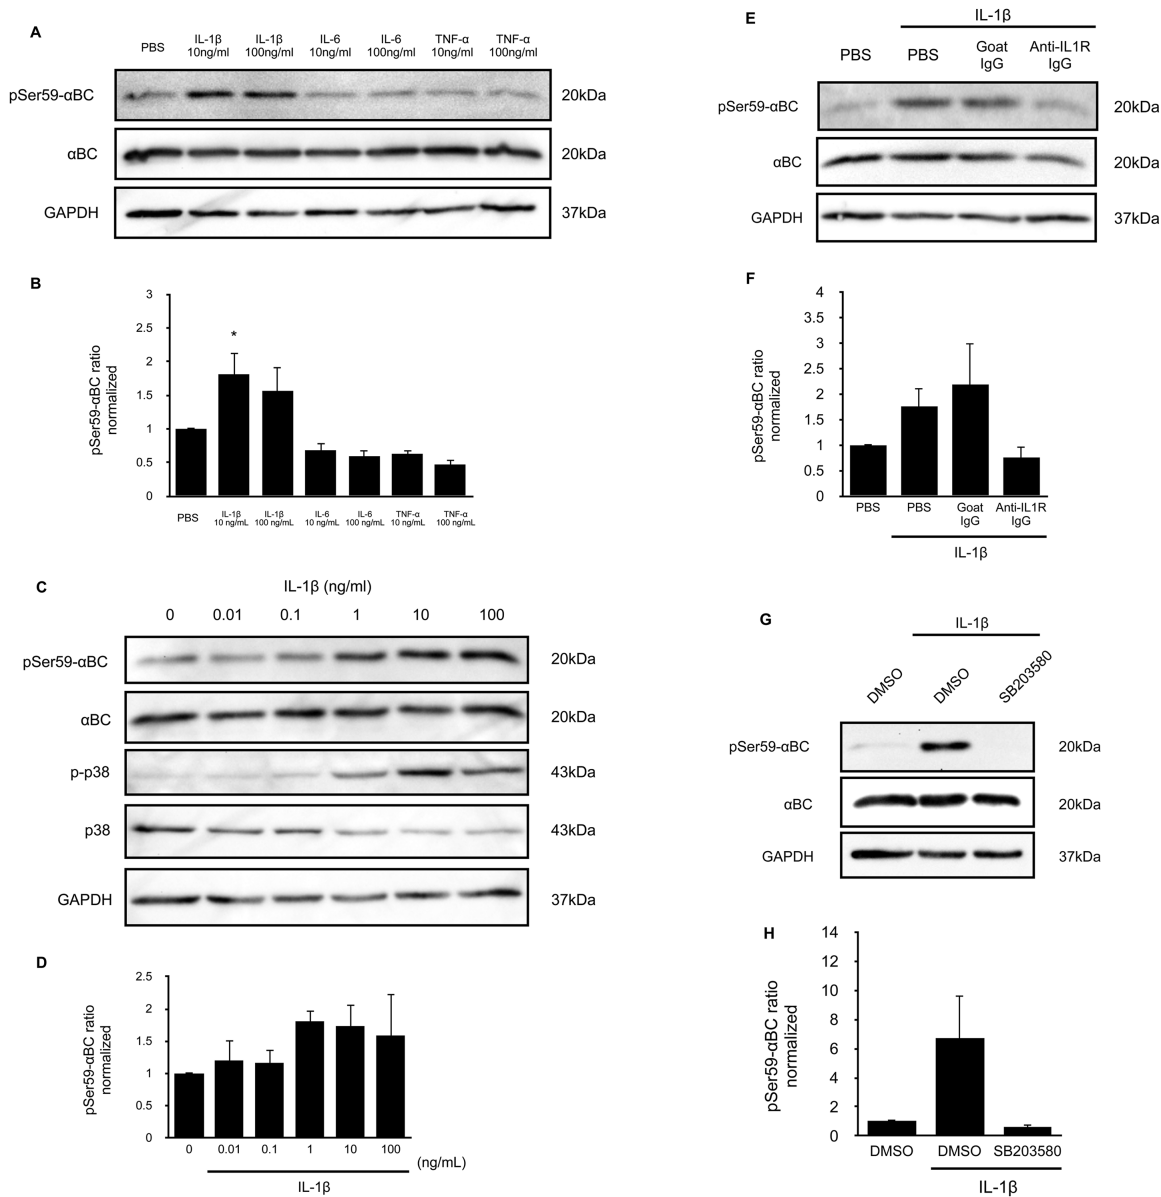 A
PBS
IL-1β
10ng/ml
IL-1β
100ng/ml
IL-6
10ng/ml
IL-6
100ng/ml
TNF-α
10ng/ml
TNF-α
100ng/ml
pSer59-αBC
20kDa
αBC
20kDa
GAPDH
37kDa
B
pSer59-αBC ratio
normalized
3
2.5
2
1.5
1
0.5
0
*
PBS
IL-1β
10 ng/mL
IL-1β
100 ng/mL
IL-6
10 ng/mL
IL-6
100 ng/mL
TNF-α
10 ng/mL
TNF-α
100 ng/mL
C
IL-1β (ng/ml)
0 0.01 0.1 1 10 100
pSer59-αBC
20kDa
αBC
20kDa
p-p38
43kDa
p38
43kDa
GAPDH
37kDa
D
pSer59-αBC ratio
normalized
2.5
2
1.5
1
0.5
0
0 0.01 0.1 1 10 100
(ng/mL)
IL-1β
E
IL-1β
PBS
PBS
Goat
IgG
Anti-IL1R
IgG
pSer59-αBC
20kDa
αBC
20kDa
GAPDH
37kDa
F
pSer59-αBC ratio
normalized
4
3.5
3
2.5
2
1.5
1
0.5
0
PBS
PBS
Goat
IgG
Anti-IL1R
IgG
IL-1β
G
IL-1β
DMSO
DMSO
SB203580
pSer59-αBC
20kDa
αBC
20kDa
GAPDH
37kDa
H
pSer59-αBC ratio
normalized
14
12
10
8
6
4
2
0
DMSO
DMSO
SB203580
IL-1β